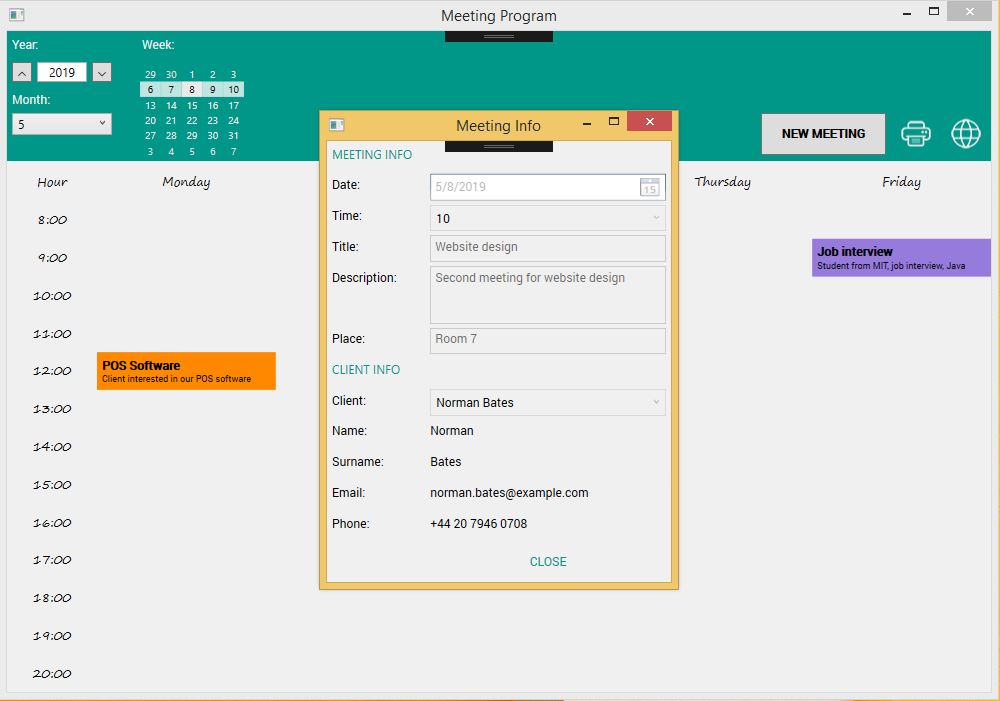 Meeting Program
Year:
Week:
2019
29 30 1 2 3
6 7 8 9 10
13 14 15 16 17
20 21 22 23 24
27 28 29 30 31
3 4 5 6 7
Month:
5
NEW MEETING
Hour Monday Thursday Friday
8:00
9:00
10:00
11:00
12:00
13:00
14:00
15:00
16:00
17:00
18:00
19:00
20:00
POS Software
Client interested in our POS software
Job interview
Student from MIT, job interview, Java
Meeting Info
MEETING INFO
Date: 5/8/2019 15
Time: 10
Title: Website design
Description: Second meeting for website design
Place: Room 7
CLIENT INFO
Client: Norman Bates
Name: Norman
Surname: Bates
Email: norman.bates@example.com
Phone: +44 20 7946 0708
CLOSE